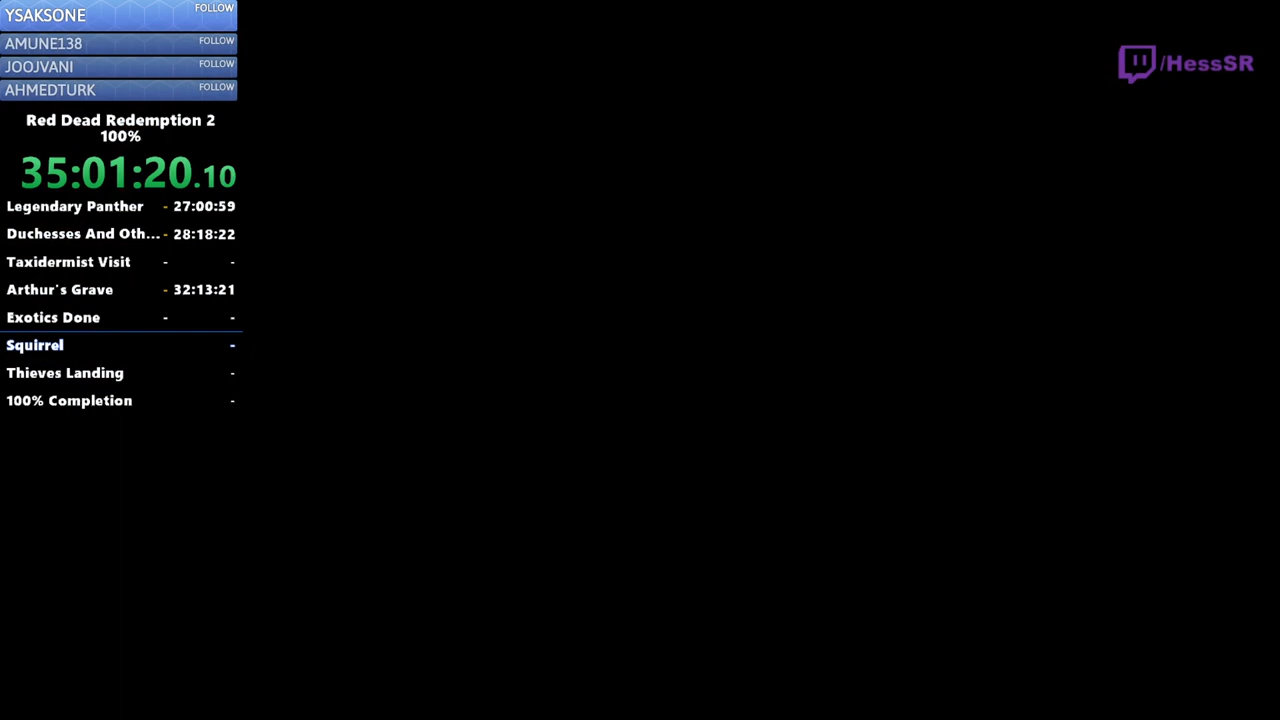 YSAKSONE FOLLOW
AMUNE138 FOLLOW
JOOJVANI FOLLOW
AHMEDTURK FOLLOW
/HessSR
Red Dead Redemption 2
100%
35:01:20.10
Legendary Panther - 27:00:59
Duchesses And Oth... - 28:18:22
Taxidermist Visit - -
Arthur's Grave - 32:13:21
Exotics Done - -
Squirrel -
Thieves Landing -
100% Completion -